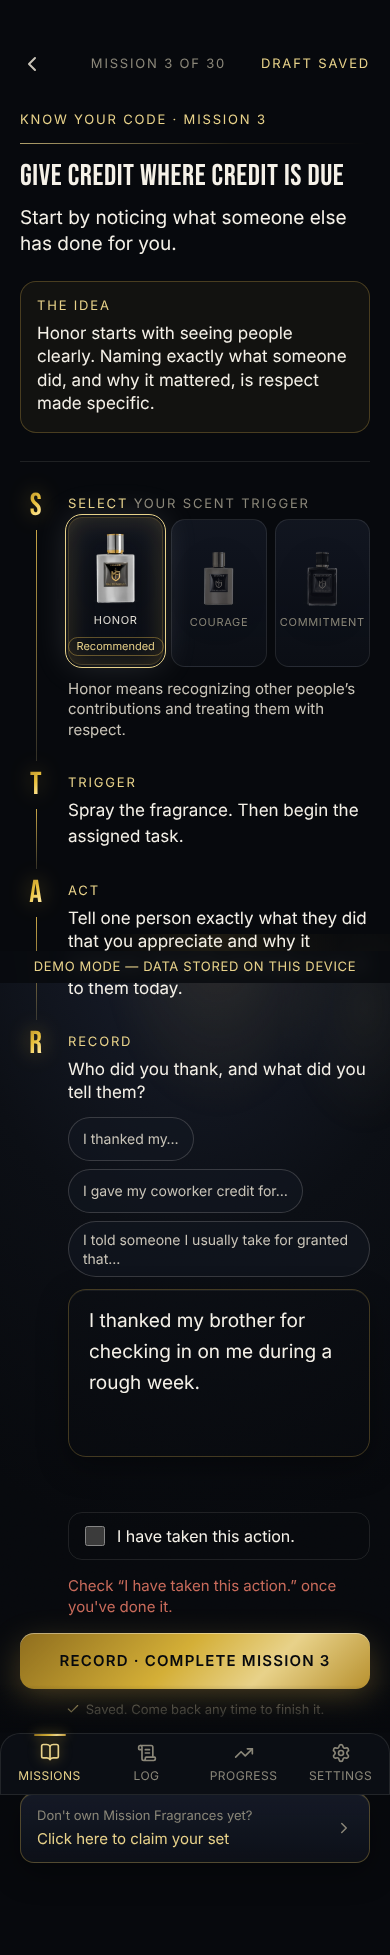 MISSION 3 OF 30
DRAFT SAVED
KNOW YOUR CODE · MISSION 3
GIVE CREDIT WHERE CREDIT IS DUE
Start by noticing what someone else
has done for you.
THE IDEA
Honor starts with seeing people
clearly. Naming exactly what someone
did, and why it mattered, is respect
made specific.
S
SELECT YOUR SCENT TRIGGER
HONOR
Recommended
COURAGE
COMMITMENT
Honor means recognizing other people's
contributions and treating them with
respect.
T
TRIGGER
Spray the fragrance. Then begin the
assigned task.
A
ACT
Tell one person exactly what they did
that you appreciate and why it
DEMO MODE — DATA STORED ON THIS DEVICE
to them today.
R
RECORD
Who did you thank, and what did you
tell them?
I thanked my...
I gave my coworker credit for...
I told someone I usually take for granted
that...
I thanked my brother for
checking in on me during a
rough week.
I have taken this action.
Check “I have taken this action.” once
you've done it.
RECORD · COMPLETE MISSION 3
Saved. Come back any time to finish it.
MISSIONS
LOG
PROGRESS
SETTINGS
Don't own Mission Fragrances yet?
Click here to claim your set